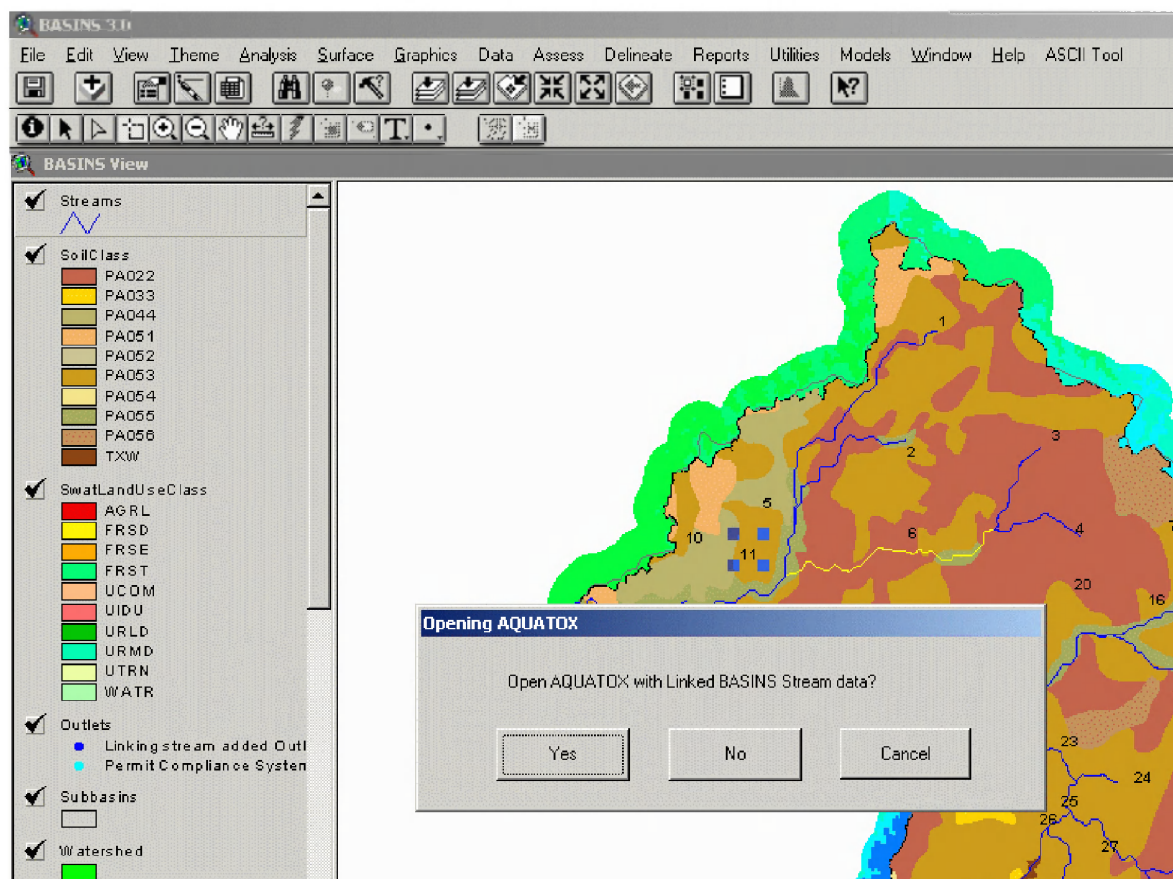 BASINS 3.0
File Edit View Theme Analysis Surface Graphics Data Assess Delineate Reports Utilities Models Window Help ASCII Tool
T
BASINS View
Streams
SoilClass
PA022
PA033
PA044
PA051
PA052
PA053
PA054
PA055
PA056
TXW
SwatLandUseClass
AGRL
FRSD
FRSE
FRST
UCOM
UIDU
URLD
URMD
UTRN
WATR
Outlets
Linking stream added Outl
Permit Compliance System
Subbasins
Watershed
1
2
3
5
4
10
6
11
20
16
Opening AQUATOX
Open AQUATOX with Linked BASINS Stream data?
Yes No Cancel
23
24
25
26
27